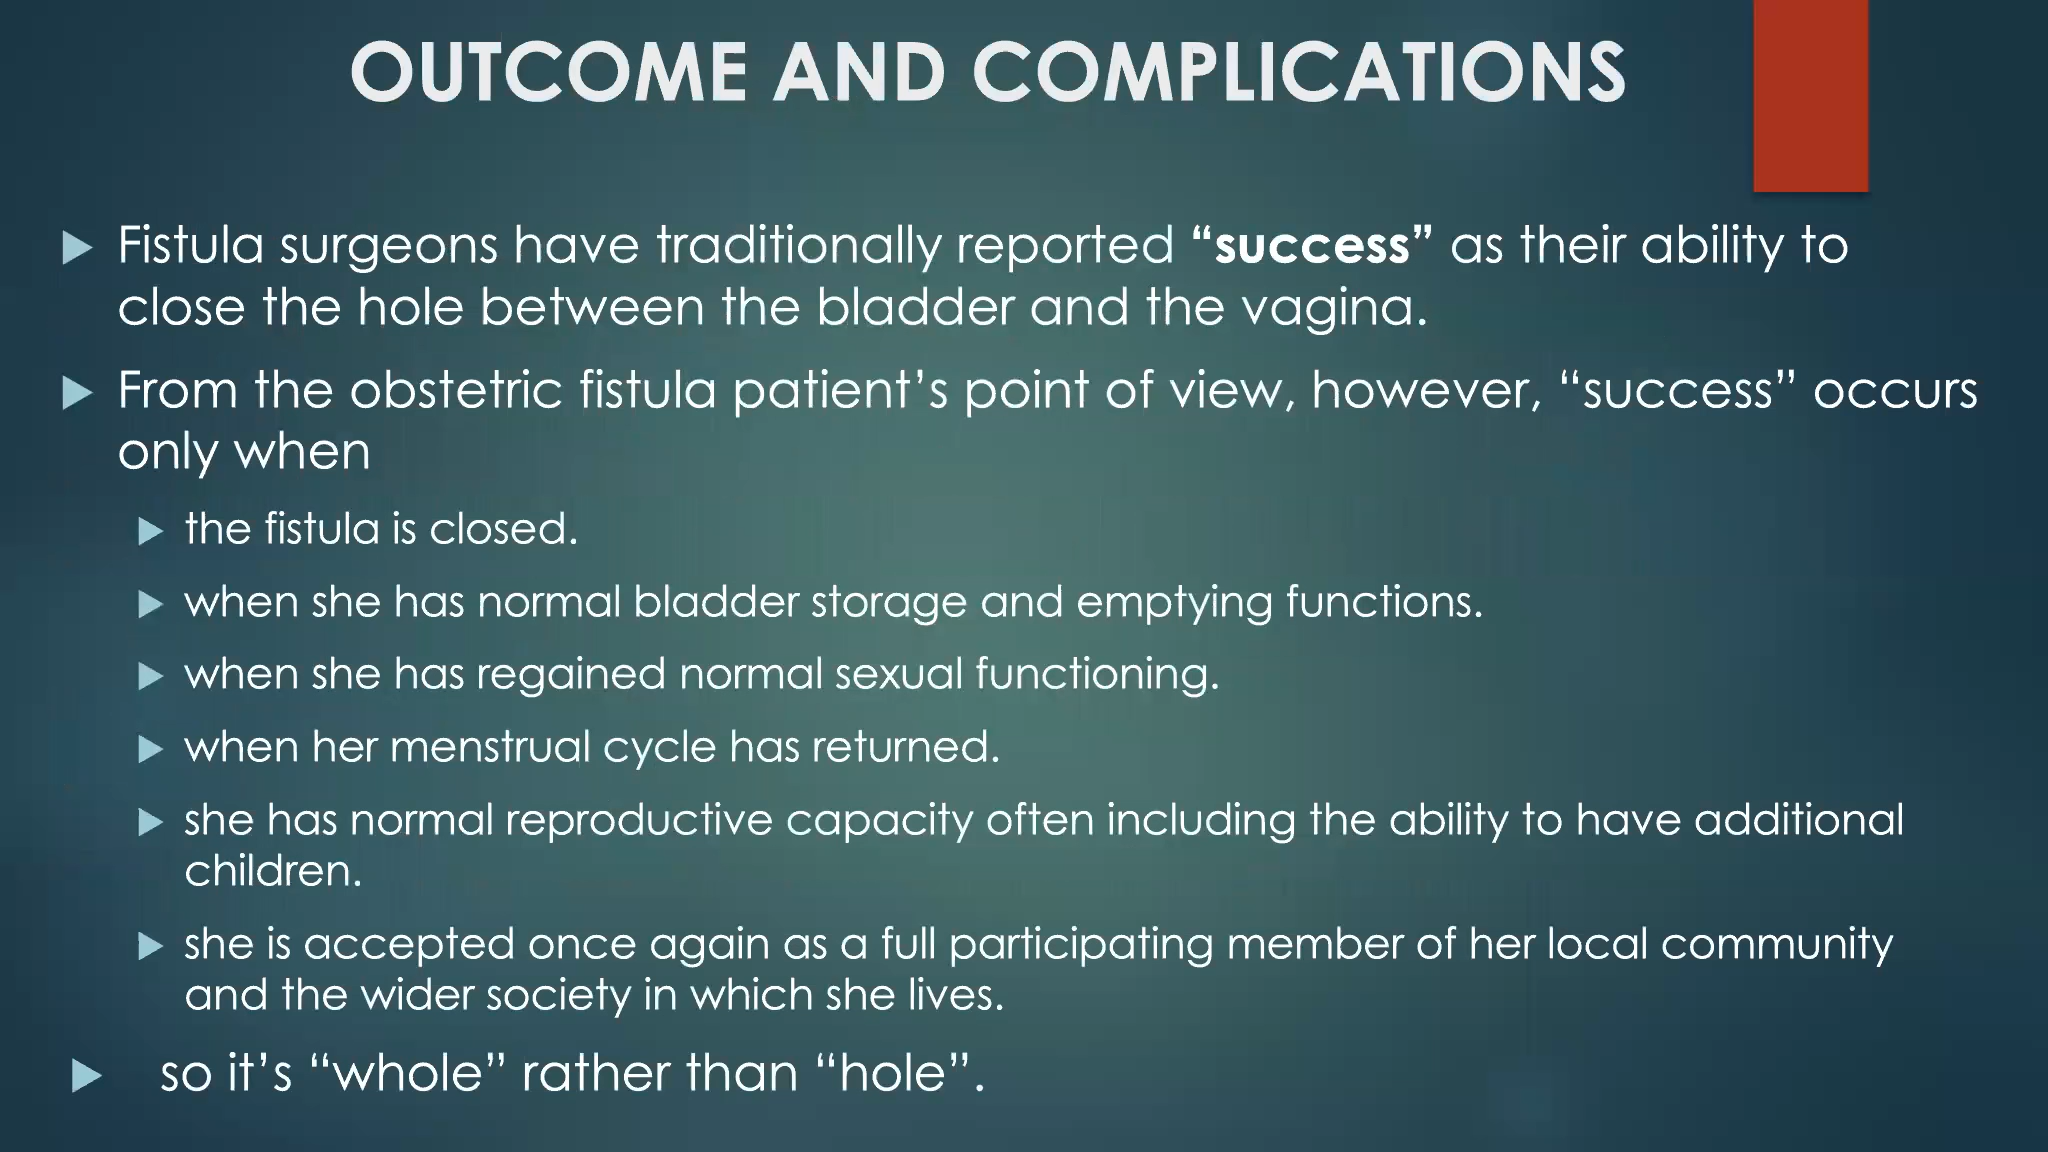 OUTCOME AND COMPLICATIONS
Fistula surgeons have traditionally reported “success” as their ability to
close the hole between the bladder and the vagina.
From the obstetric fistula patient’s point of view, however, “success” occurs
only when
the fistula is closed.
when she has normal bladder storage and emptying functions.
when she has regained normal sexual functioning.
when her menstrual cycle has returned.
she has normal reproductive capacity often including the ability to have additional
children.
she is accepted once again as a full participating member of her local community
and the wider society in which she lives.
so it’s “whole” rather than “hole”.